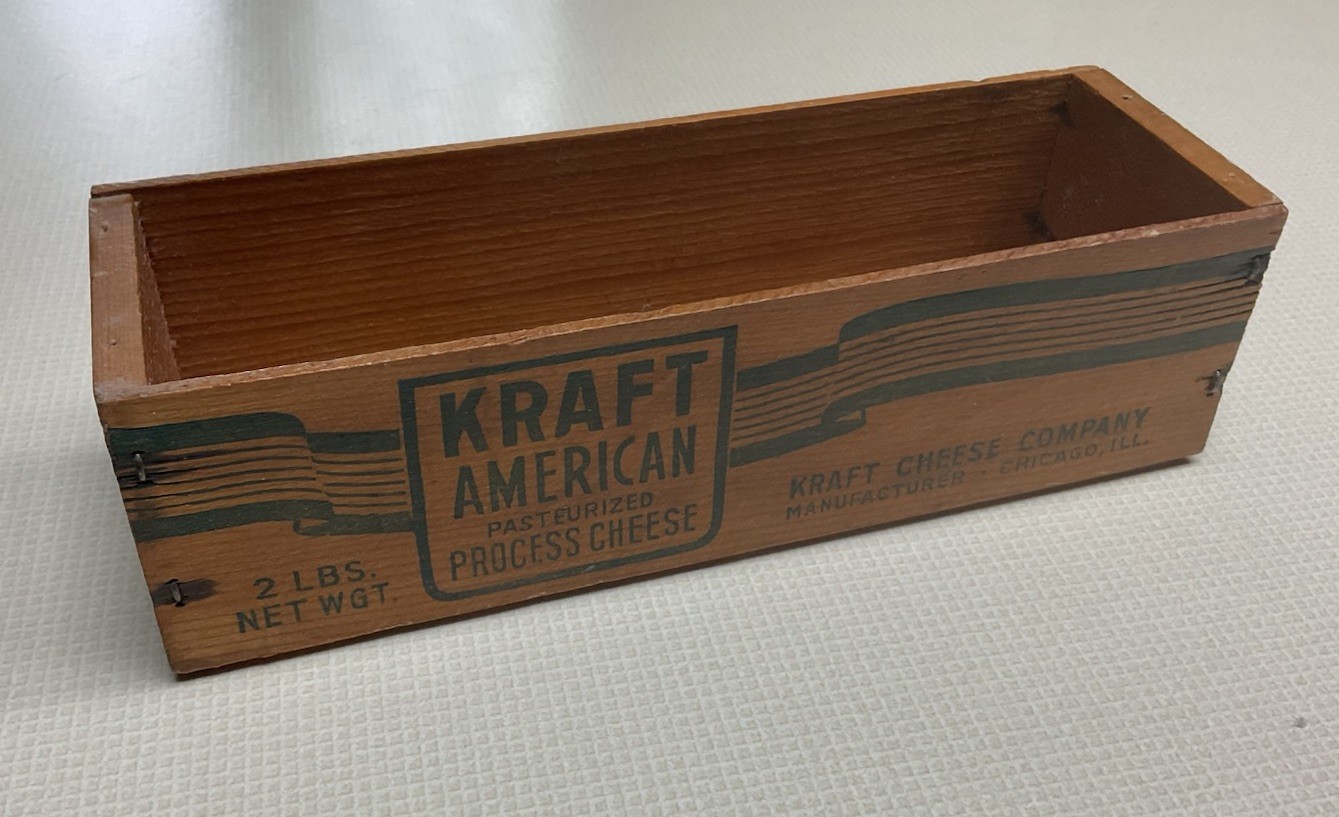 KRAFT
AMERICAN
PASTEURIZED
PROCESS CHEESE
2 LBS.
NET WGT.
KRAFT CHEESE COMPANY
MANUFACTURER - CHICAGO, ILL.